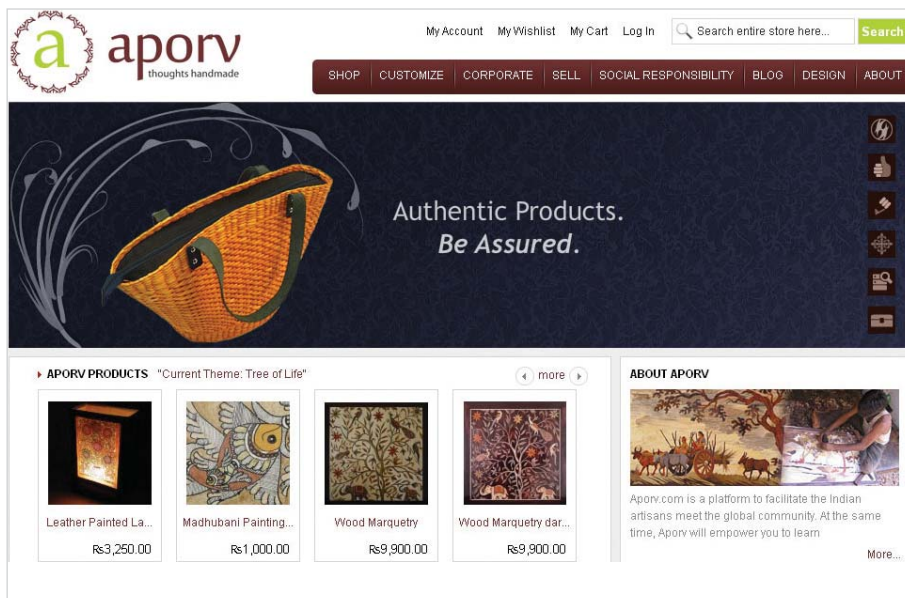 a aporv
thoughts handmade
My Account My Wishlist My Cart Log In Search entire store here... Search
SHOP CUSTOMIZE CORPORATE SELL SOCIAL RESPONSIBILITY BLOG DESIGN ABOUT
Authentic Products.
Be Assured.
APORV PRODUCTS "Current Theme: Tree of Life" more
Leather Painted La... Madhubani Painting... Wood Marquetry Wood Marquetry dar...
Rs3,250.00 Rs1,000.00 Rs9,900.00 Rs9,900.00
ABOUT APORV
Aporv.com is a platform to facilitate the Indian
artisans meet the global community. At the same
time, Aporv will empower you to learn
More...